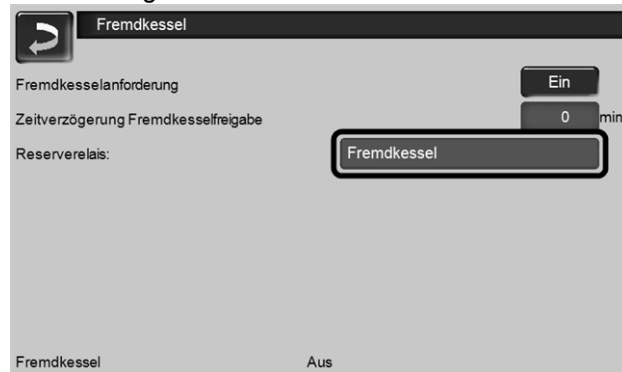 Fremdkessel
Fremdkesselanforderung Ein
Zeitverzögerung Fremdkesselfreigabe 0 min
Reserverelais: Fremdkessel
Fremdkessel Aus